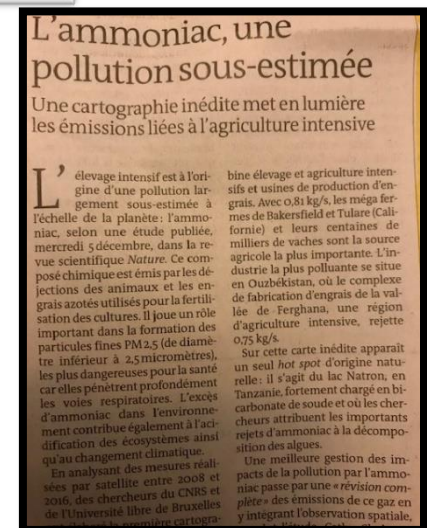 L'ammoniac, une
pollution sous-estimée
Une cartographie inédite met en lumière
les émissions liées à l'agriculture intensive
L'élevage intensif est à l'ori-
gine d'une pollution lar-
gement sous-estimée à
l'échelle de la planète : l'ammo-
niac, selon une étude publiée,
mercredi 5 décembre, dans la re-
vue scientifique Nature. Ce com-
posé chimique est émis par les dé-
jections des animaux et les en-
grais azotés utilisés pour la fertili-
sation des cultures. Il joue un rôle
important dans la formation des
particules fines PM2,5 (de diamè-
tre inférieur à 2,5 micromètres),
les plus dangereuses pour la santé
car elles pénètrent profondément
les voies respiratoires. L'excès
d'ammoniac dans l'environne-
ment contribue également à l'aci-
dification des écosystèmes ainsi
qu'au changement climatique.
En analysant des mesures réali-
sées par satellite entre 2008 et
2016, des chercheurs du CNRS et
de l'Université libre de Bruxelles
première cartogra-
bine élevage et agriculture inten-
sifs et usines de production d'en-
grais. Avec 0,81 kg/s, les méga fer-
mes de Bakersfield et Tulare (Cali-
fornie) et leurs centaines de
milliers de vaches sont la source
agricole la plus importante. L'in-
dustrie la plus polluante se situe
en Ouzbékistan, où le complexe
de fabrication d'engrais de la val-
lée de Ferghana, une région
d'agriculture intensive, rejette
0,75 kg/s.
Sur cette carte inédite apparaît
un seul hot spot d'origine natu-
relle : il s'agit du lac Natron, en
Tanzanie, fortement chargé en bi-
carbonate de soude et où les cher-
cheurs attribuent les importants
rejets d'ammoniac à la décompo-
sition des algues.
Une meilleure gestion des im-
pacts de la pollution par l'ammo-
niac passe par une « révision com-
plète » des émissions de ce gaz en
y intégrant l'observation spatiale,